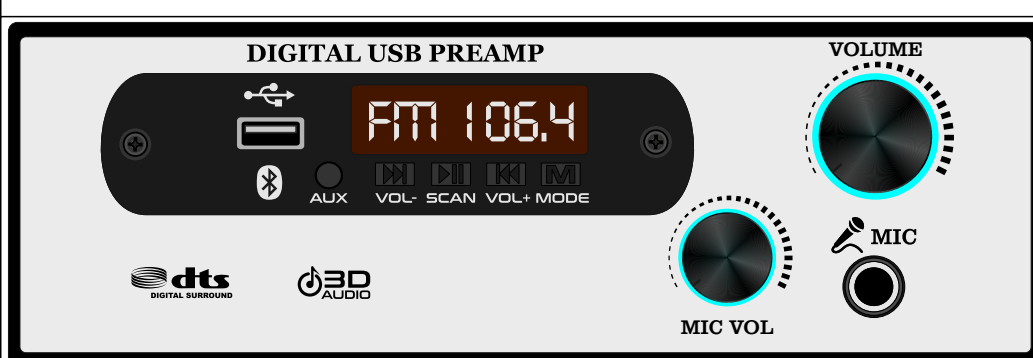 DIGITAL USB PREAMP
VOLUME
FM 106.4
M
AUX VOL- SCAN VOL+ MODE
MIC
dts
DIGITAL SURROUND
3D
AUDIO
MIC VOL